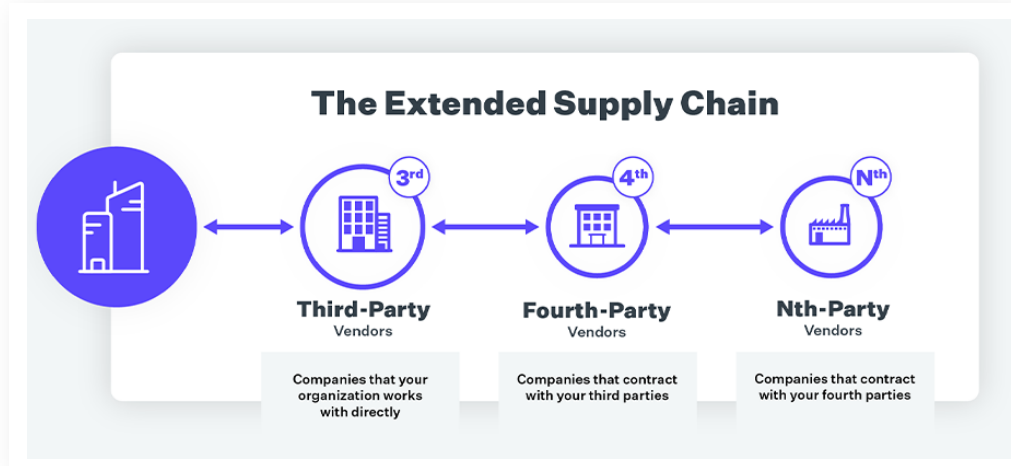 The Extended Supply Chain
3rd
4th
Nth
Third-Party
Vendors
Fourth-Party
Vendors
Nth-Party
Vendors
Companies that your
organization works
with directly
Companies that contract
with your third parties
Companies that contract
with your fourth parties